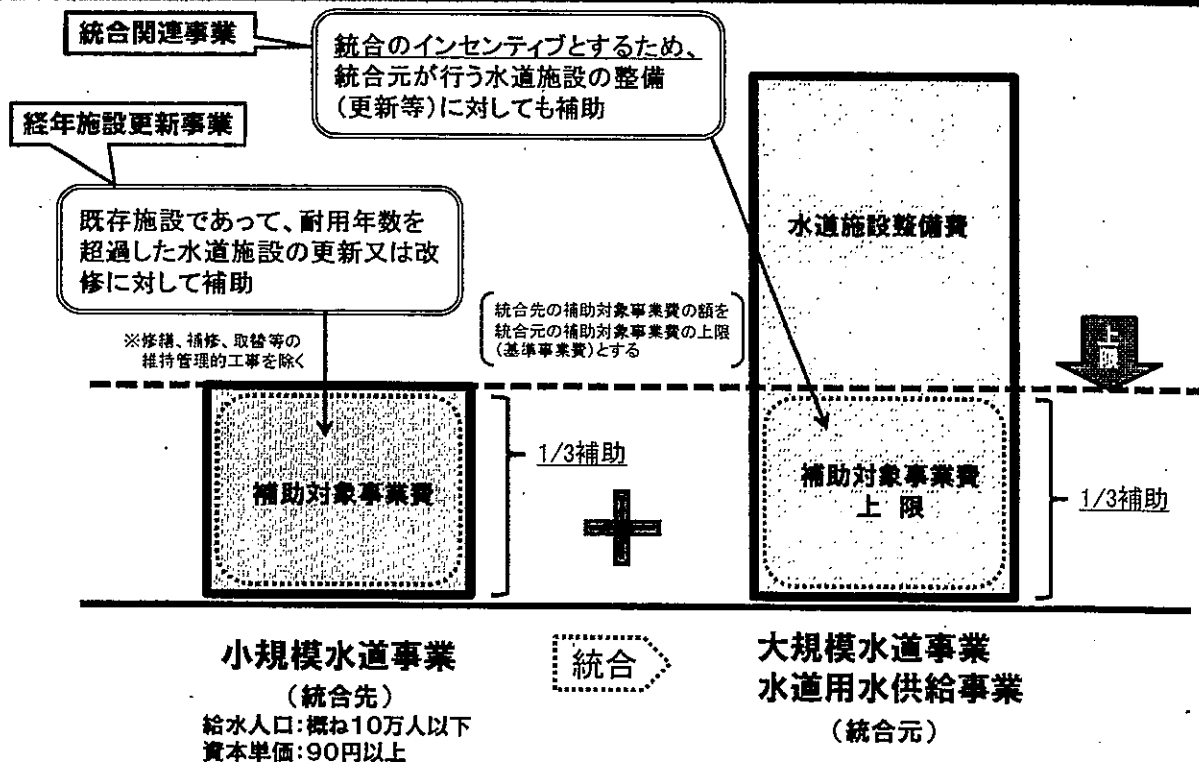 統合関連事業
統合のインセンティブとするため、
統合元が行う水道施設の整備
(更新等)に対しても補助
経年施設更新事業
既存施設であって、耐用年数を
超過した水道施設の更新又は改
修に対して補助
※修繕、補修、取替等の
維持管理的工事を除く
統合先の補助対象事業費の額を
統合元の補助対象事業費の上限
(基準事業費)とする
水道施設整備費
上限
補助対象事業費
1/3補助
補助対象事業費
上 限
1/3補助
小規模水道事業
(統合先)
給水人口:概ね10万人以下
資本単価:90円以上
統合
大規模水道事業
水道用水供給事業
(統合元)